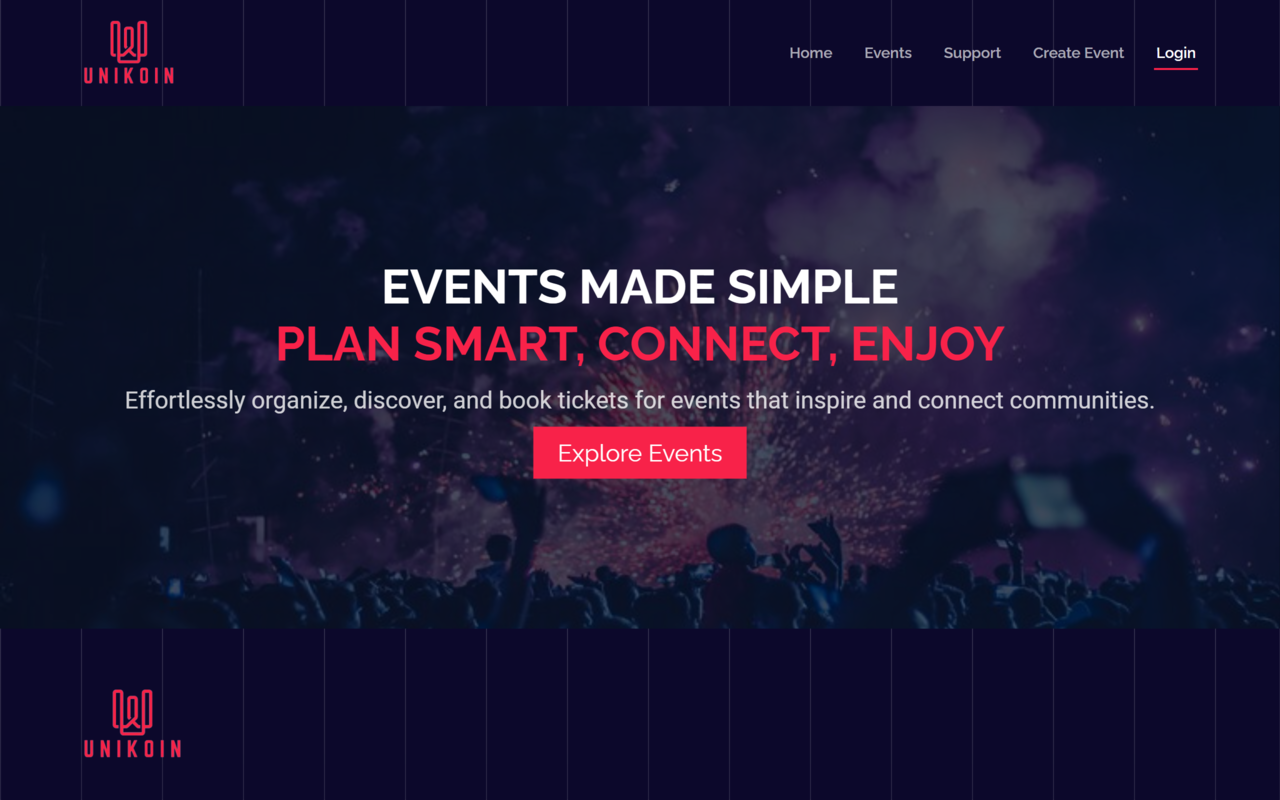 UNIKOIN
Home
Events
Support
Create Event
Login
EVENTS MADE SIMPLE
PLAN SMART, CONNECT, ENJOY
Effortlessly organize, discover, and book tickets for events that inspire and connect communities.
Explore Events
UNIKOIN